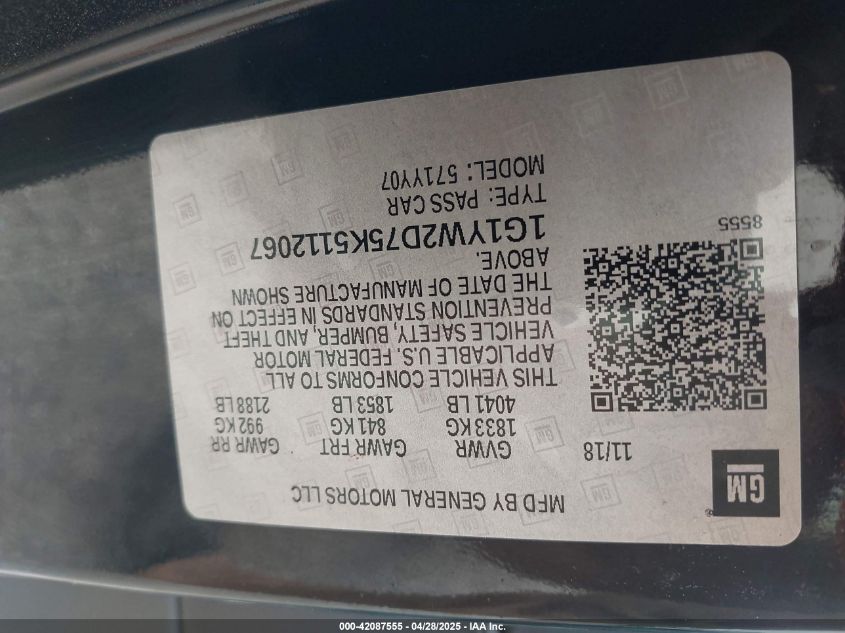 GM
®
MFD BY GENERAL MOTORS LLC
11/18
GVWR GAWR FRT GAWR RR
1833 KG 841 KG 992 KG
4041 LB 1853 LB 2188 LB
THIS VEHICLE CONFORMS TO ALL
APPLICABLE U.S. FEDERAL MOTOR
VEHICLE SAFETY, BUMPER, AND THEFT
PREVENTION STANDARDS IN EFFECT ON
THE DATE OF MANUFACTURE SHOWN
ABOVE.
1G1YW2D75K5112067
TYPE: PASS CAR
MODEL: 571YY07
8555
000-42087555 - 04/28/2025 - IAA Inc.